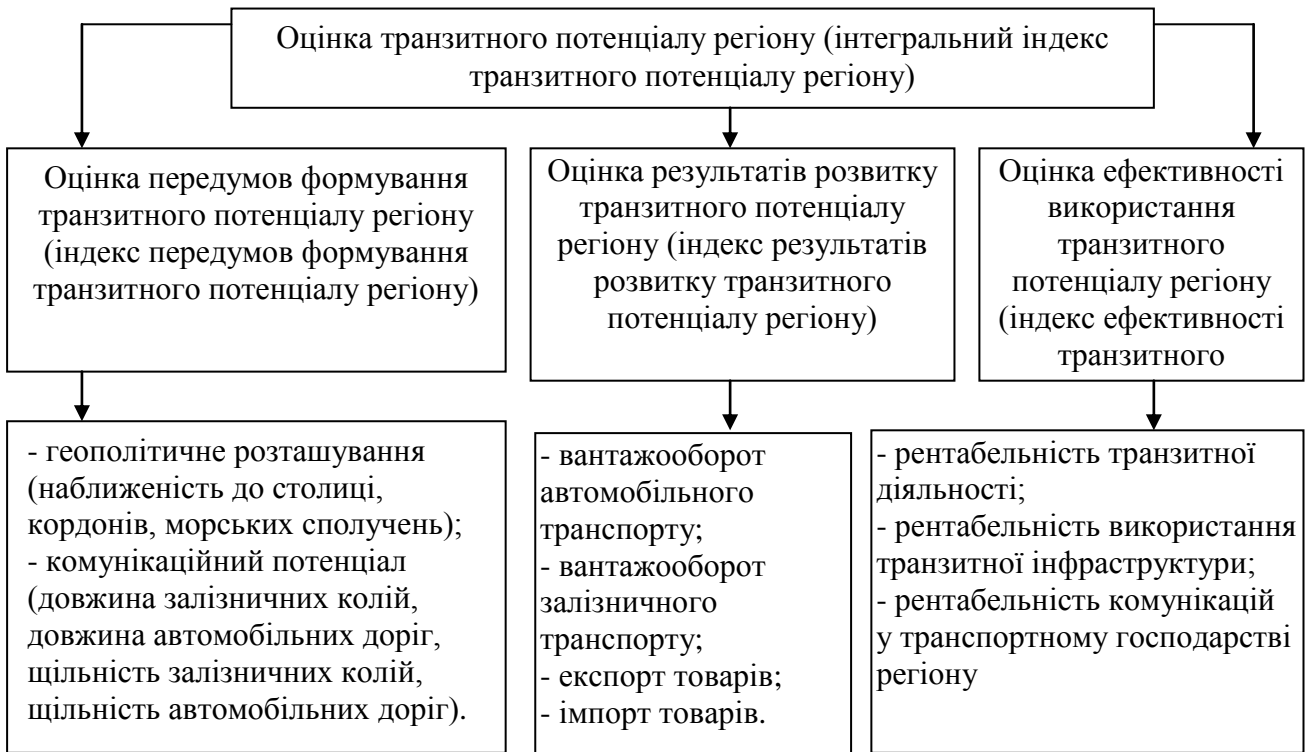 Оцінка транзитного потенціалу регіону (інтегральний індекс
транзитного потенціалу регіону)
Оцінка передумов формування
транзитного потенціалу регіону
(індекс передумов формування
транзитного потенціалу регіону)
Оцінка результатів розвитку
транзитного потенціалу
регіону (індекс результатів
розвитку транзитного
потенціалу регіону)
Оцінка ефективності
використання
транзитного
потенціалу регіону
(індекс ефективності
транзитного
- геополітичне розташування
(наближеність до столиці,
кордонів, морських сполучень);
- комунікаційний потенціал
(довжина залізничних колій,
довжина автомобільних доріг,
щільність залізничних колій,
щільність автомобільних доріг).
- вантажооборот
автомобільного
транспорту;
- вантажооборот
залізничного
транспорту;
- експорт товарів;
- імпорт товарів.
- рентабельність транзитної
діяльності;
- рентабельність використання
транзитної інфраструктури;
- рентабельність комунікацій
у транспортному господарстві
регіону